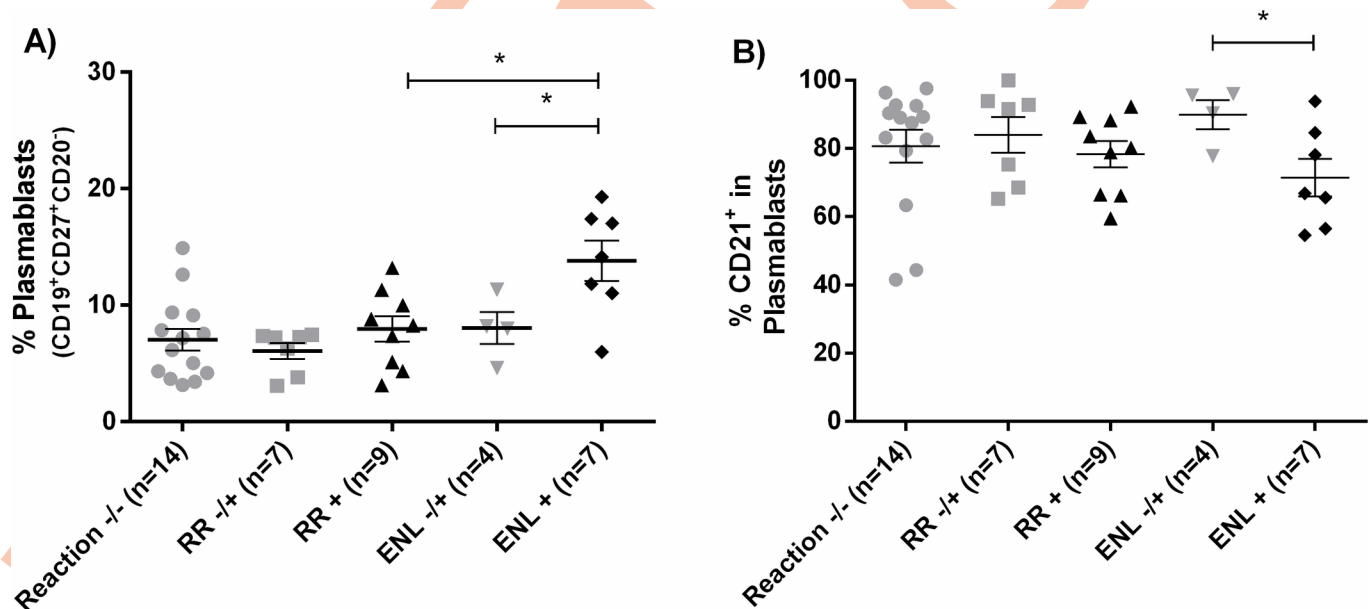 A)
% Plasmablasts
(CD19⁺CD27⁺CD20⁻)
30
20
10
0
*
*
Reaction -/- (n=14)
RR -/+ (n=7)
RR + (n=9)
ENL -/+ (n=4)
ENL + (n=7)
B)
% CD21⁺ in
Plasmablasts
100
80
60
40
20
0
*
Reaction -/- (n=14)
RR -/+ (n=7)
RR + (n=9)
ENL -/+ (n=4)
ENL + (n=7)